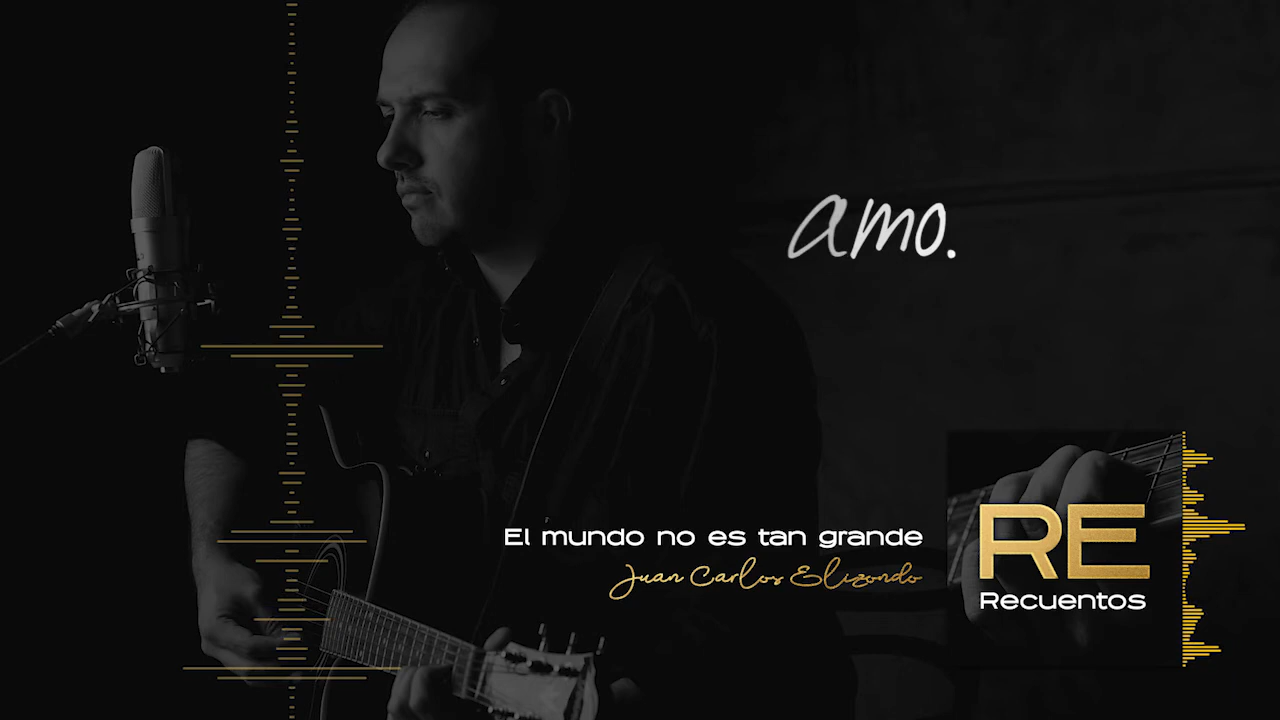 amo.
El mundo no es tan grande
Juan Carlos Elizondo
RE
Recuentos